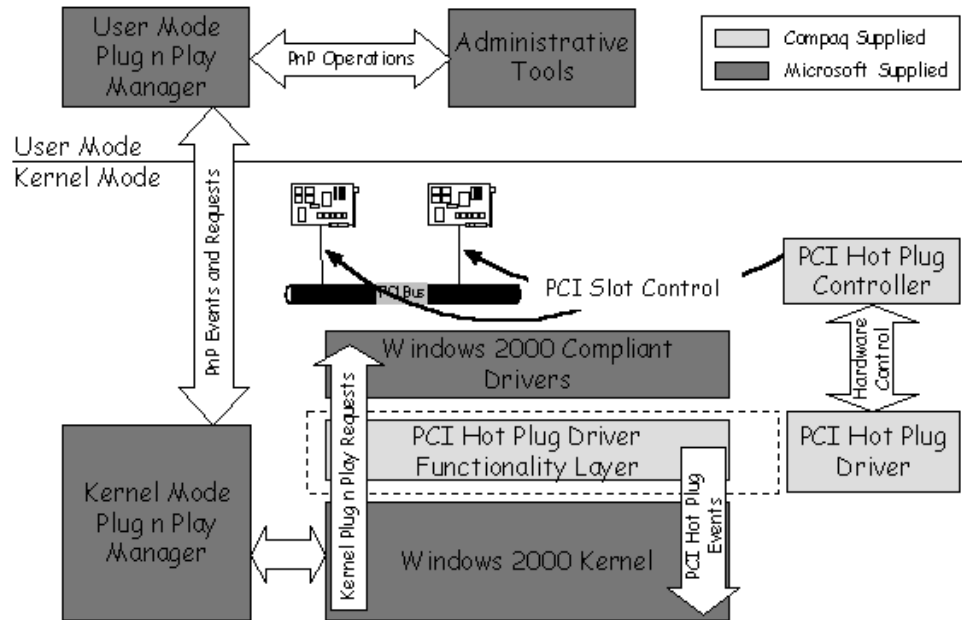 User Mode
Plug n Play
Manager
PnP Operations
Administrative
Tools
Compaq Supplied
Microsoft Supplied
User Mode
Kernel Mode
PnP Events and Requests
PCI Bus
PCI Slot Control
PCI Hot Plug
Controller
Hardware
Control
Windows 2000 Compliant
Drivers
Kernel Plug n Play Requests
PCI Hot Plug Driver
Functionality Layer
PCI Hot Plug
Driver
Kernel Mode
Plug n Play
Manager
Windows 2000 Kernel
PCI Hot Plug
Events